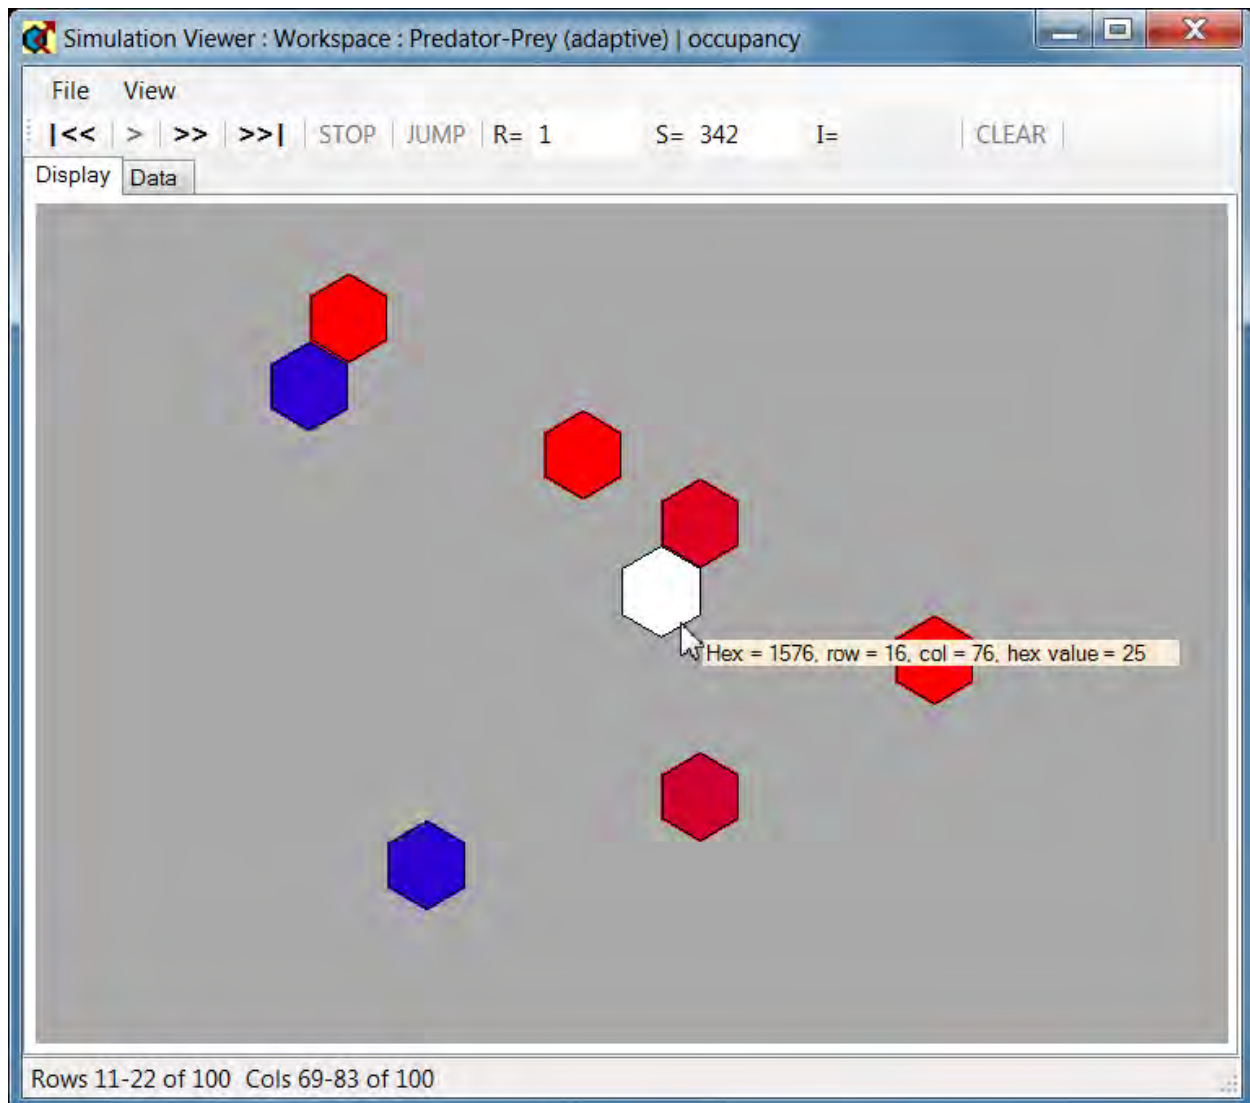 Simulation Viewer : Workspace : Predator-Prey (adaptive) | occupancy
File View
|<< > >> >>| STOP JUMP R= 1 S= 342 I= CLEAR
Display Data
Hex = 1576, row = 16, col = 76, hex value = 25
Rows 11-22 of 100 Cols 69-83 of 100